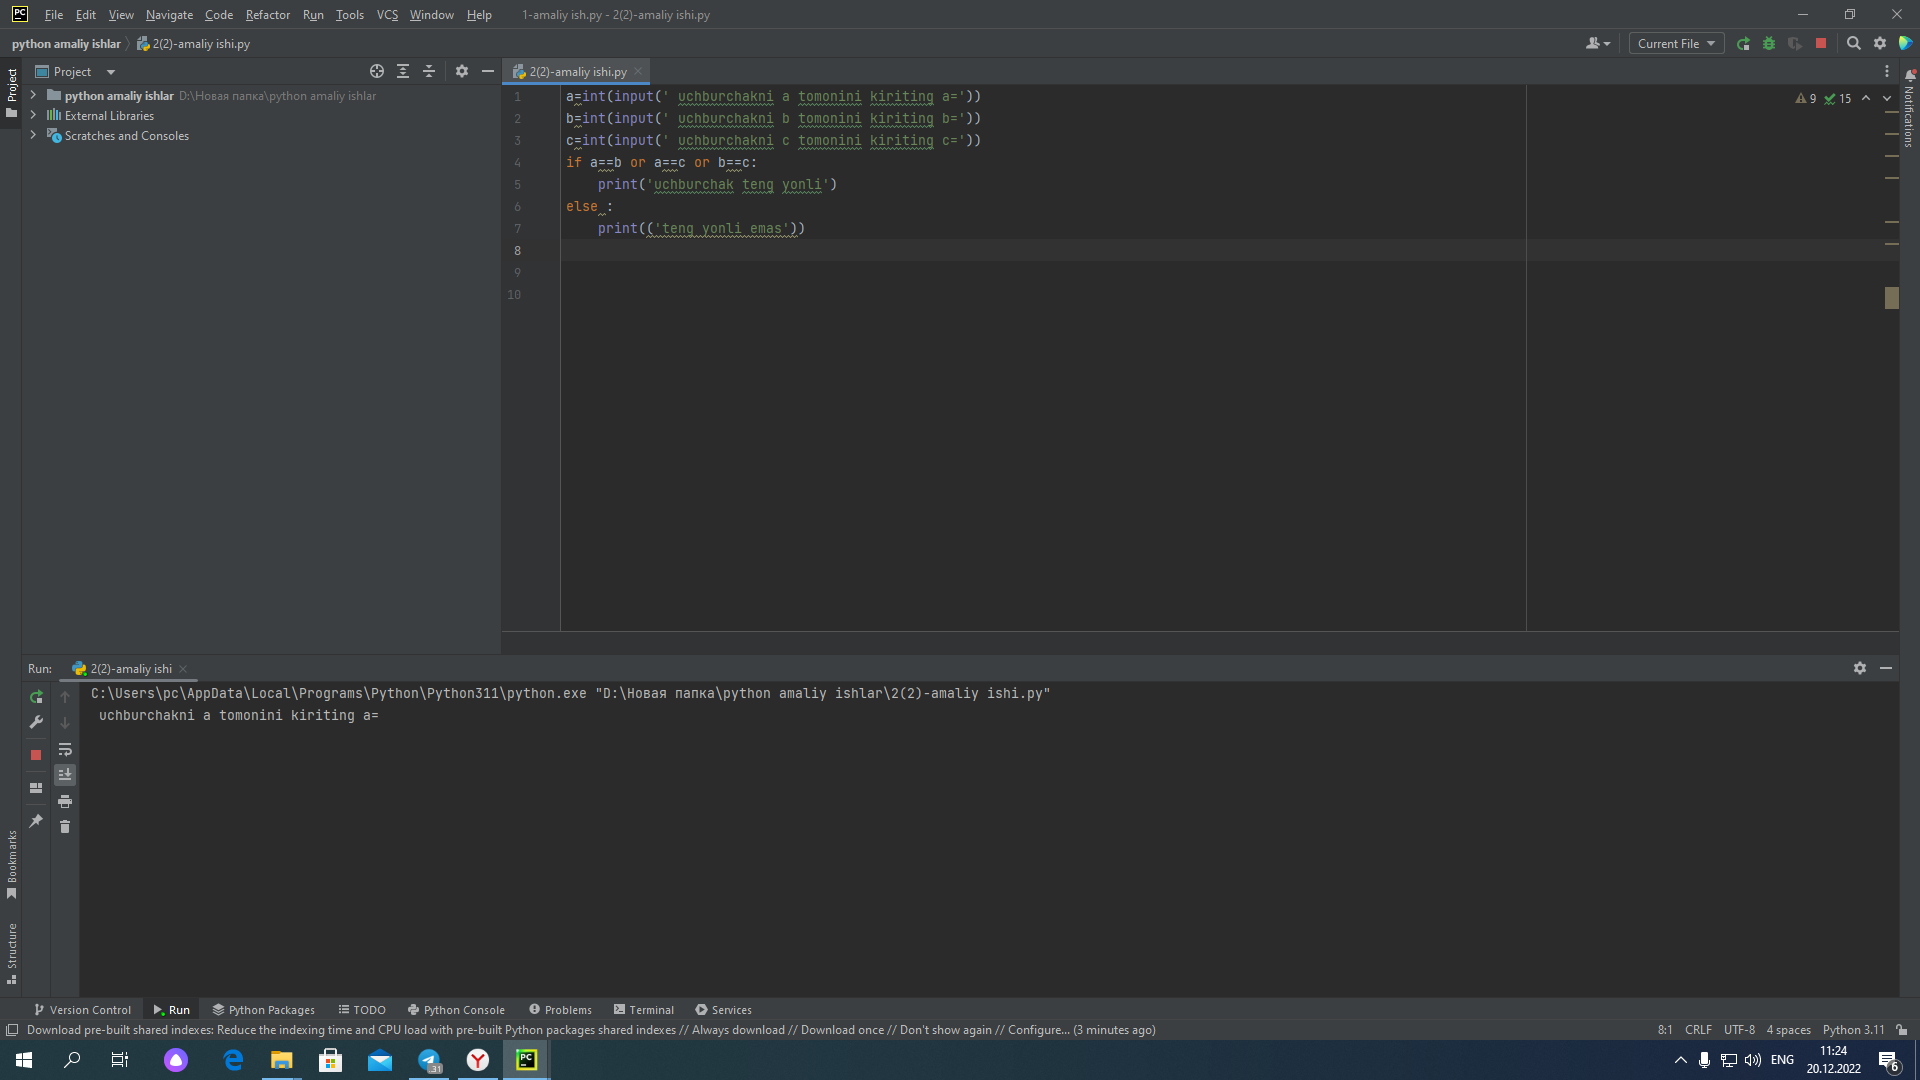 PC File Edit View Navigate Code Refactor Run Tools VCS Window Help 1-amaliy ish.py - 2(2)-amaliy ishi.py
python amaliy ishlar 2(2)-amaliy ishi.py Current File
Project 2(2)-amaliy ishi.py
Project
python amaliy ishlar D:\Новая папка\python amaliy ishlar
External Libraries
Scratches and Consoles
1 a=int(input(' uchburchakni a tomonini kiriting a='))
2 b=int(input(' uchburchakni b tomonini kiriting b='))
3 c=int(input(' uchburchakni c tomonini kiriting c='))
4 if a==b or a==c or b==c:
5 print('uchburchak teng yonli')
6 else :
7 print(('teng yonli emas'))
8
9
10
9 15
Notifications
Run: 2(2)-amaliy ishi
C:\Users\pc\AppData\Local\Programs\Python\Python311\python.exe "D:\Новая папка\python amaliy ishlar\2(2)-amaliy ishi.py"
uchburchakni a tomonini kiriting a=
Bookmarks
Structure
Version Control Run Python Packages TODO Python Console Problems Terminal Services
Download pre-built shared indexes: Reduce the indexing time and CPU load with pre-built Python packages shared indexes // Always download // Download once // Don't show again // Configure... (3 minutes ago) 8:1 CRLF UTF-8 4 spaces Python 3.11
31 Y PC ENG 11:24
20.12.2022 6